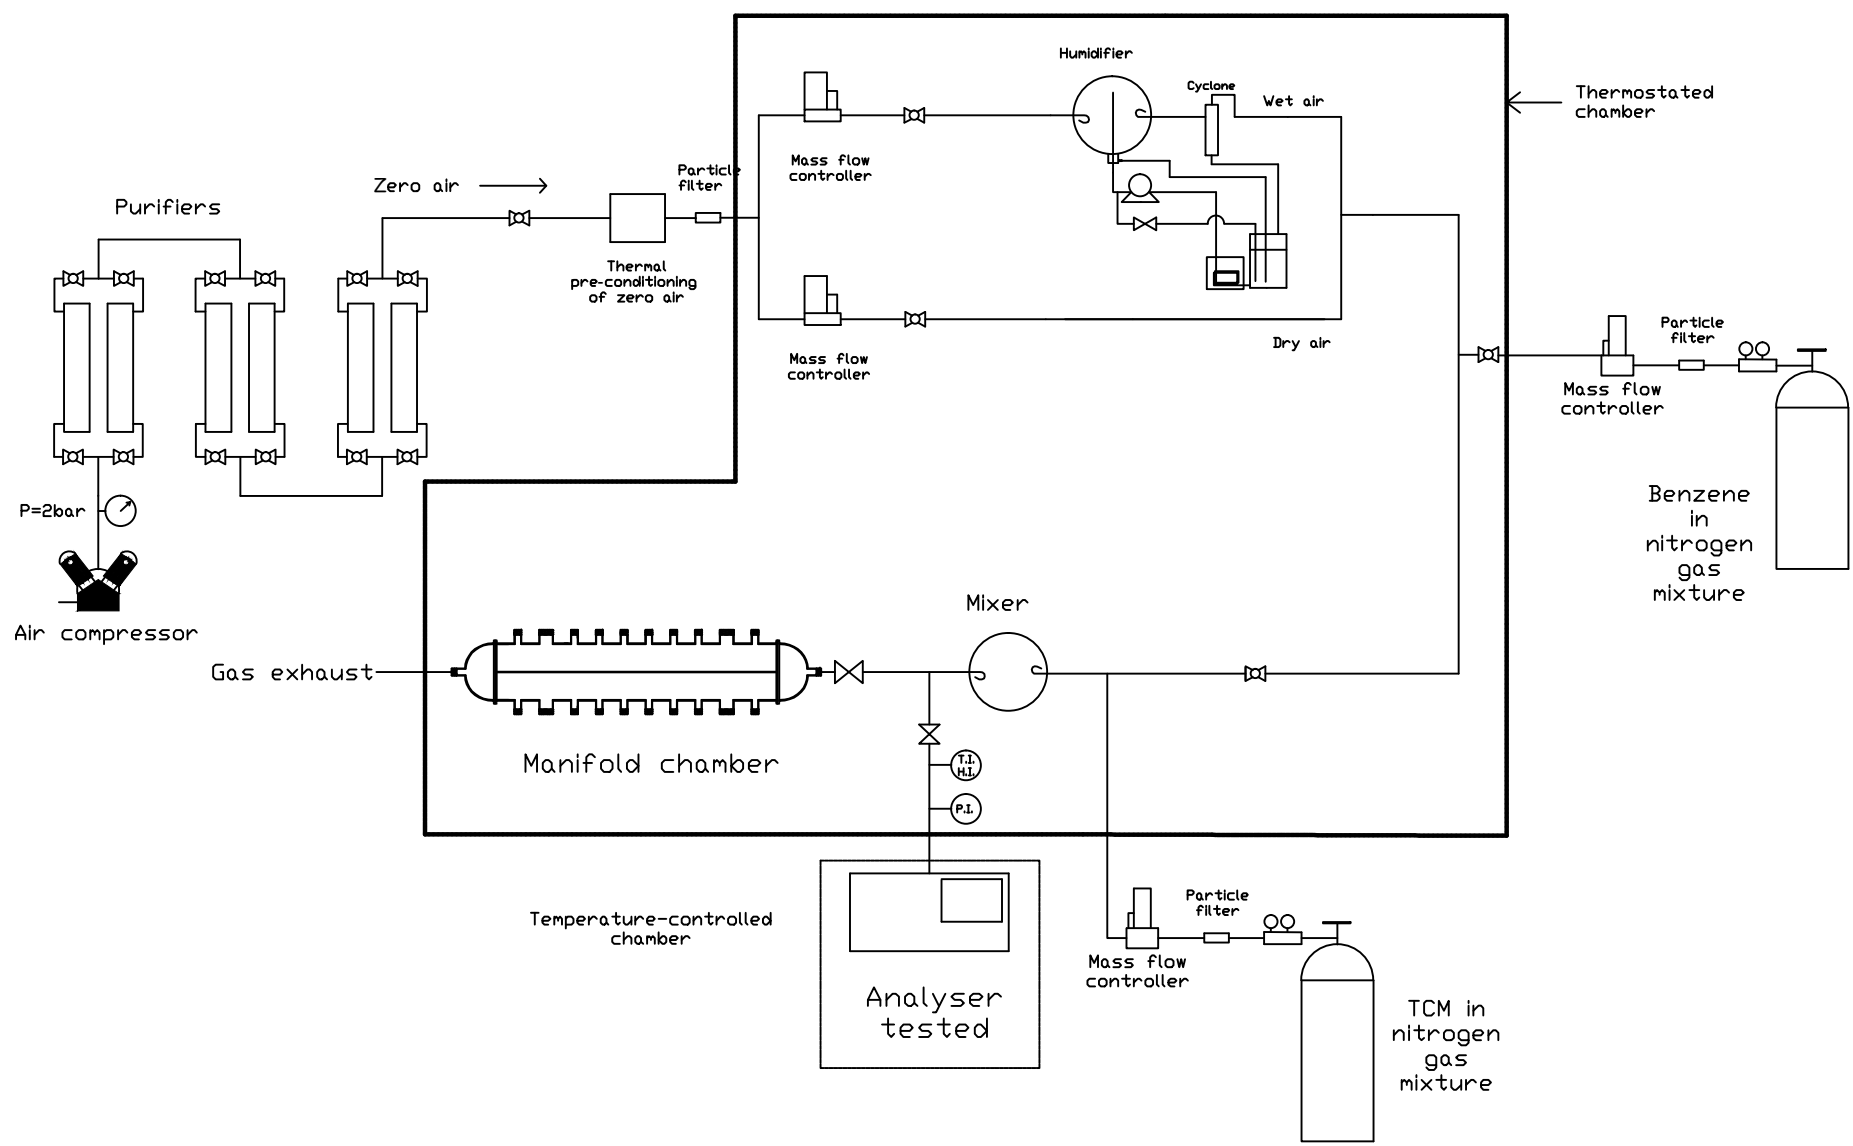 Humidifier
Cyclone
Wet air
Thermostated
chamber
Mass flow
controller
Particle
filter
Zero air
Purifiers
Thermal
pre-conditioning
of zero air
Mass flow
controller
Dry air
Particle
filter
Mass flow
controller
Benzene
in
nitrogen
gas
mixture
P=2bar
Air compressor
Mixer
Gas exhaust
Manifold chamber
T.I.
H.I.
P.I.
Temperature-controlled
chamber
Analyser
tested
Particle
filter
Mass flow
controller
TCM in
nitrogen
gas
mixture